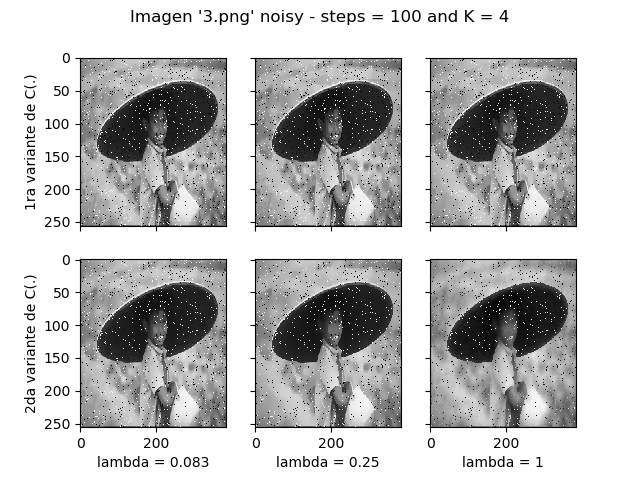 Imagen '3.png' noisy - steps = 100 and K = 4
0
50
100
150
200
250
1ra variante de C(.)
0
50
100
150
200
250
2da variante de C(.)
0 200
0 200
0 200
lambda = 0.083
lambda = 0.25
lambda = 1